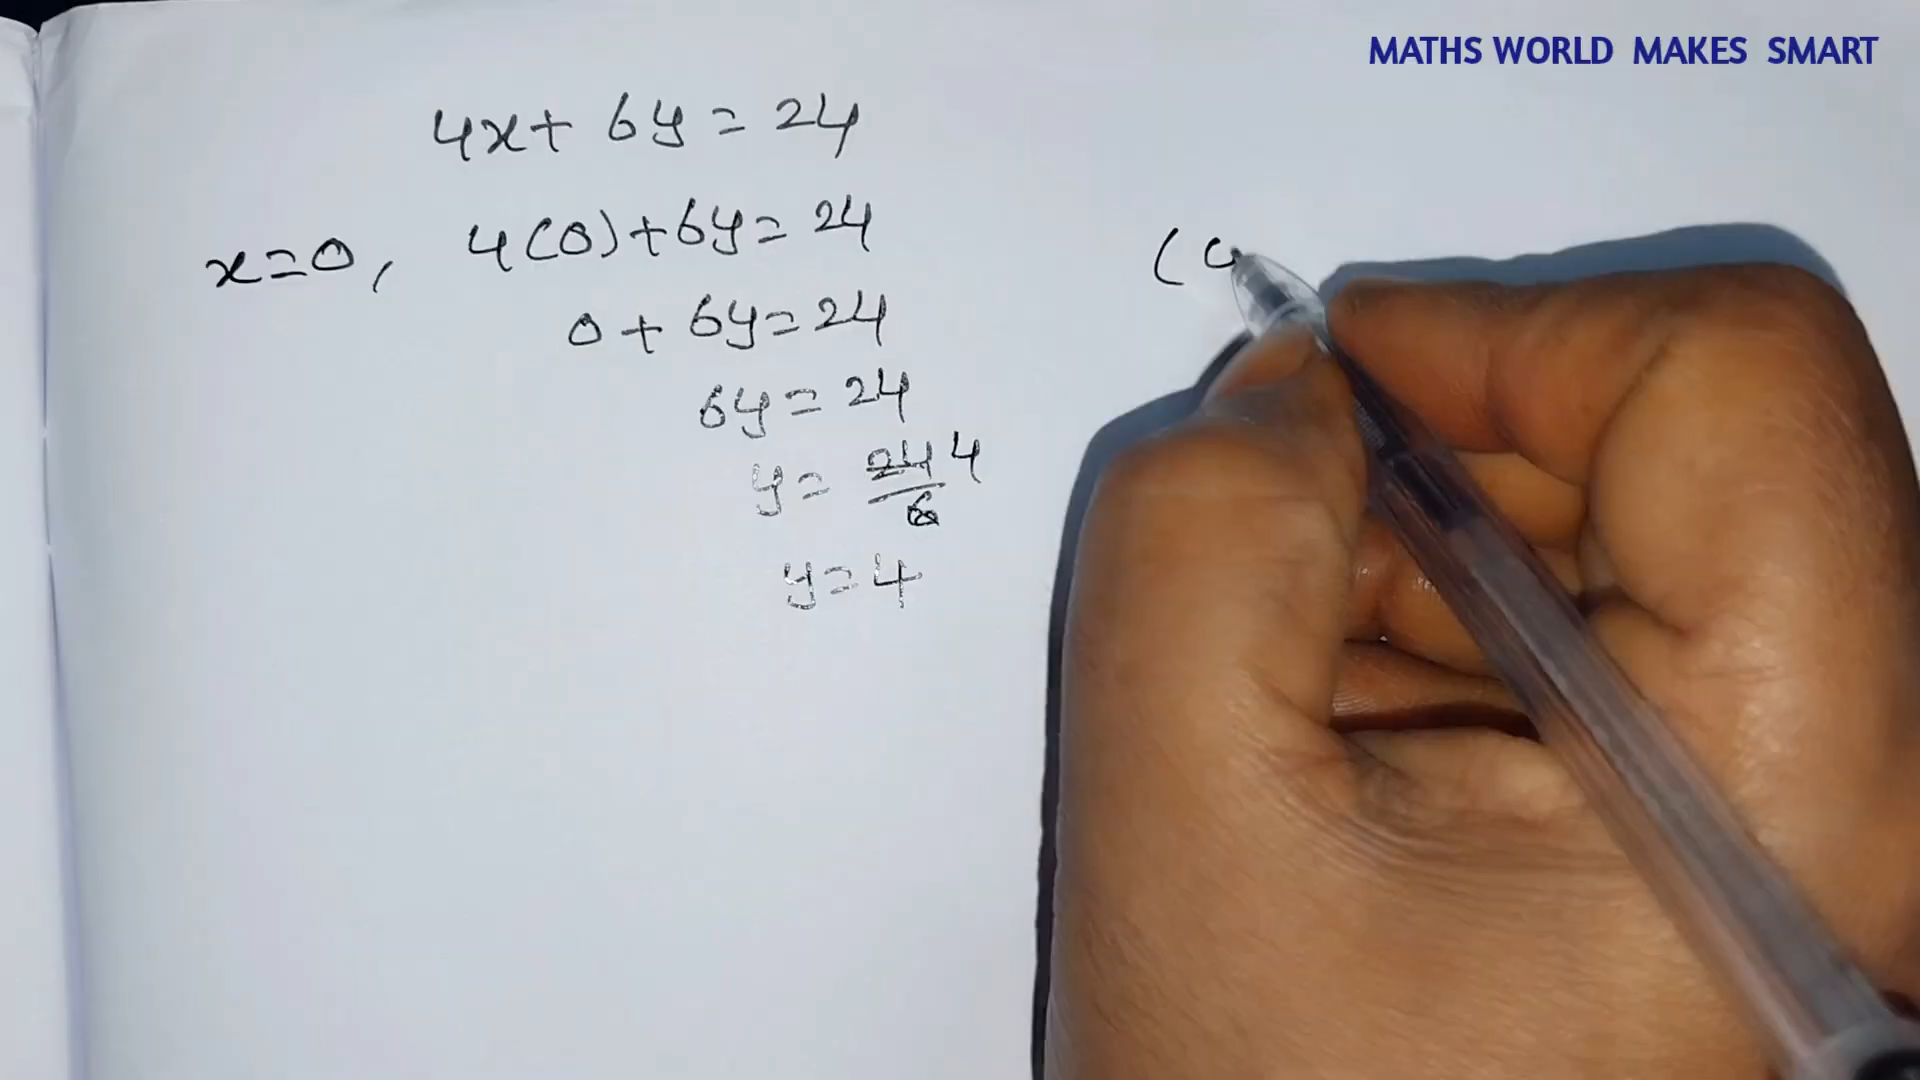 MATHS WORLD MAKES SMART
4x + 6y = 24
x = 0, 4(0) + 6y = 24
(0
0 + 6y = 24
6y = 24
y = 24/6 4
y = 4